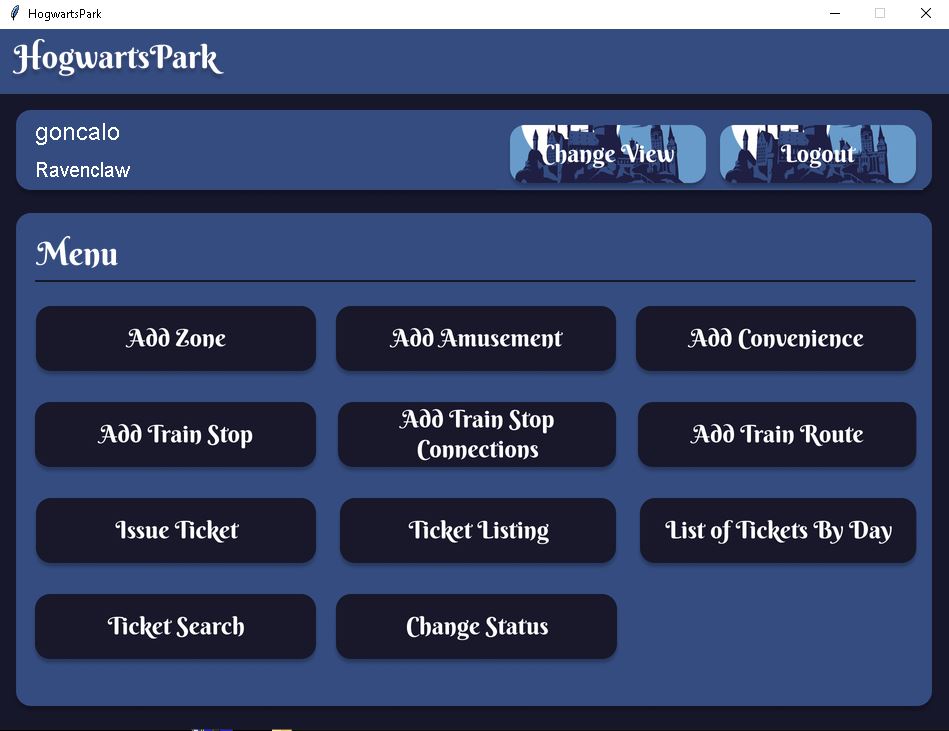 HogwartsPark
HogwartsPark
goncalo
Ravenclaw
Change View
Logout
Menu
Add Zone
Add Amusement
Add Convenience
Add Train Stop
Add Train Stop
Connections
Add Train Route
Issue Ticket
Ticket Listing
List of Tickets By Day
Ticket Search
Change Status